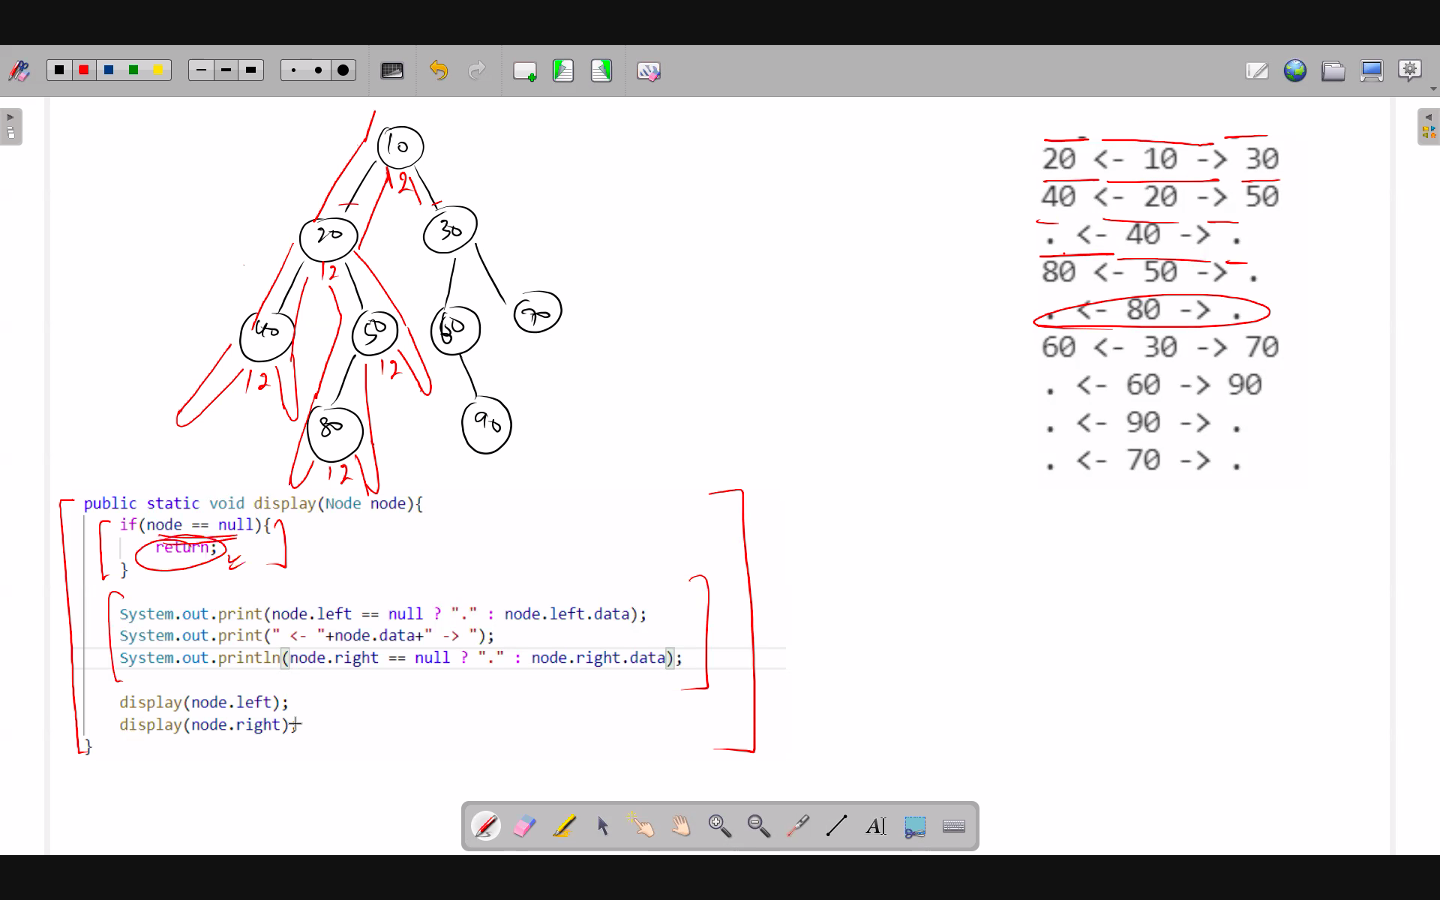 10
12
20
30
12
40
50
60
70
12
12
80
90
12
20 <- 10 -> 30
40 <- 20 -> 50
. <- 40 -> .
80 <- 50 -> .
. <- 80 -> .
60 <- 30 -> 70
. <- 60 -> 90
. <- 90 -> .
. <- 70 -> .
public static void display(Node node){
if(node == null){
return;
}
System.out.print(node.left == null ? "." : node.left.data);
System.out.print(" <- "+node.data+" -> ");
System.out.println(node.right == null ? "." : node.right.data);
display(node.left);
display(node.right);
}